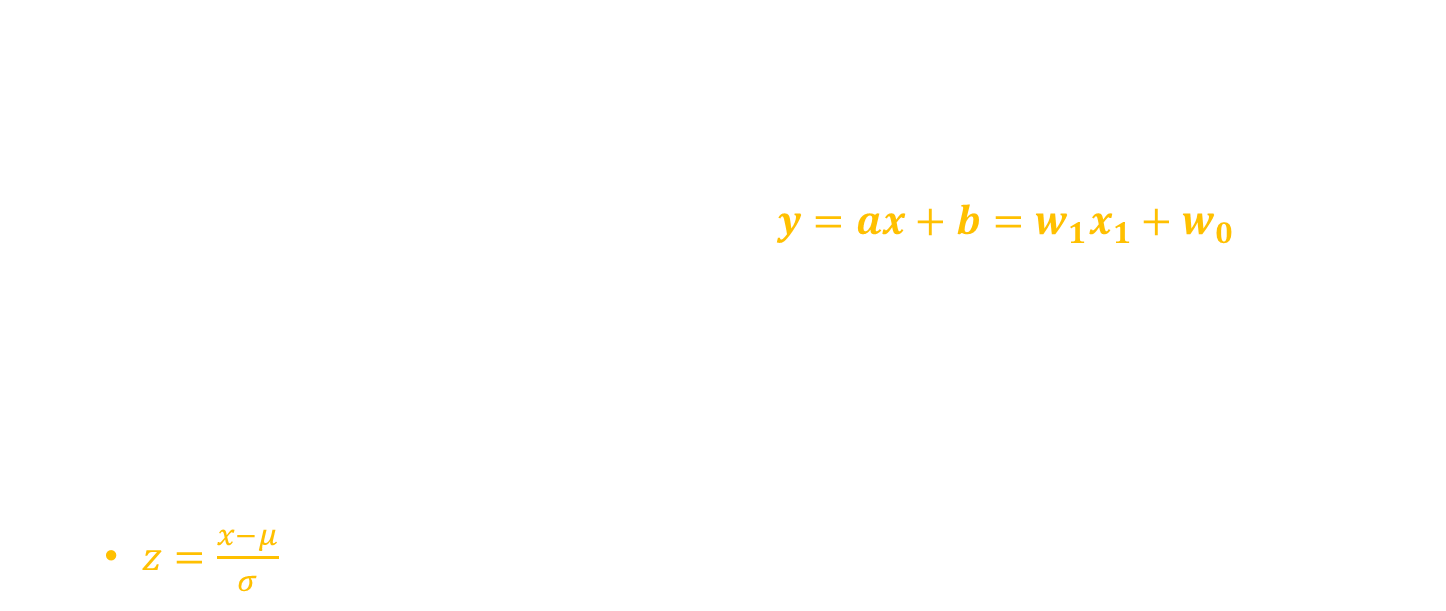 𝒚 = 𝒂𝒙 + 𝒃 = 𝒘₁𝒙₁ + 𝒘₀
• 𝑧 = (𝑥−𝜇)/𝜎